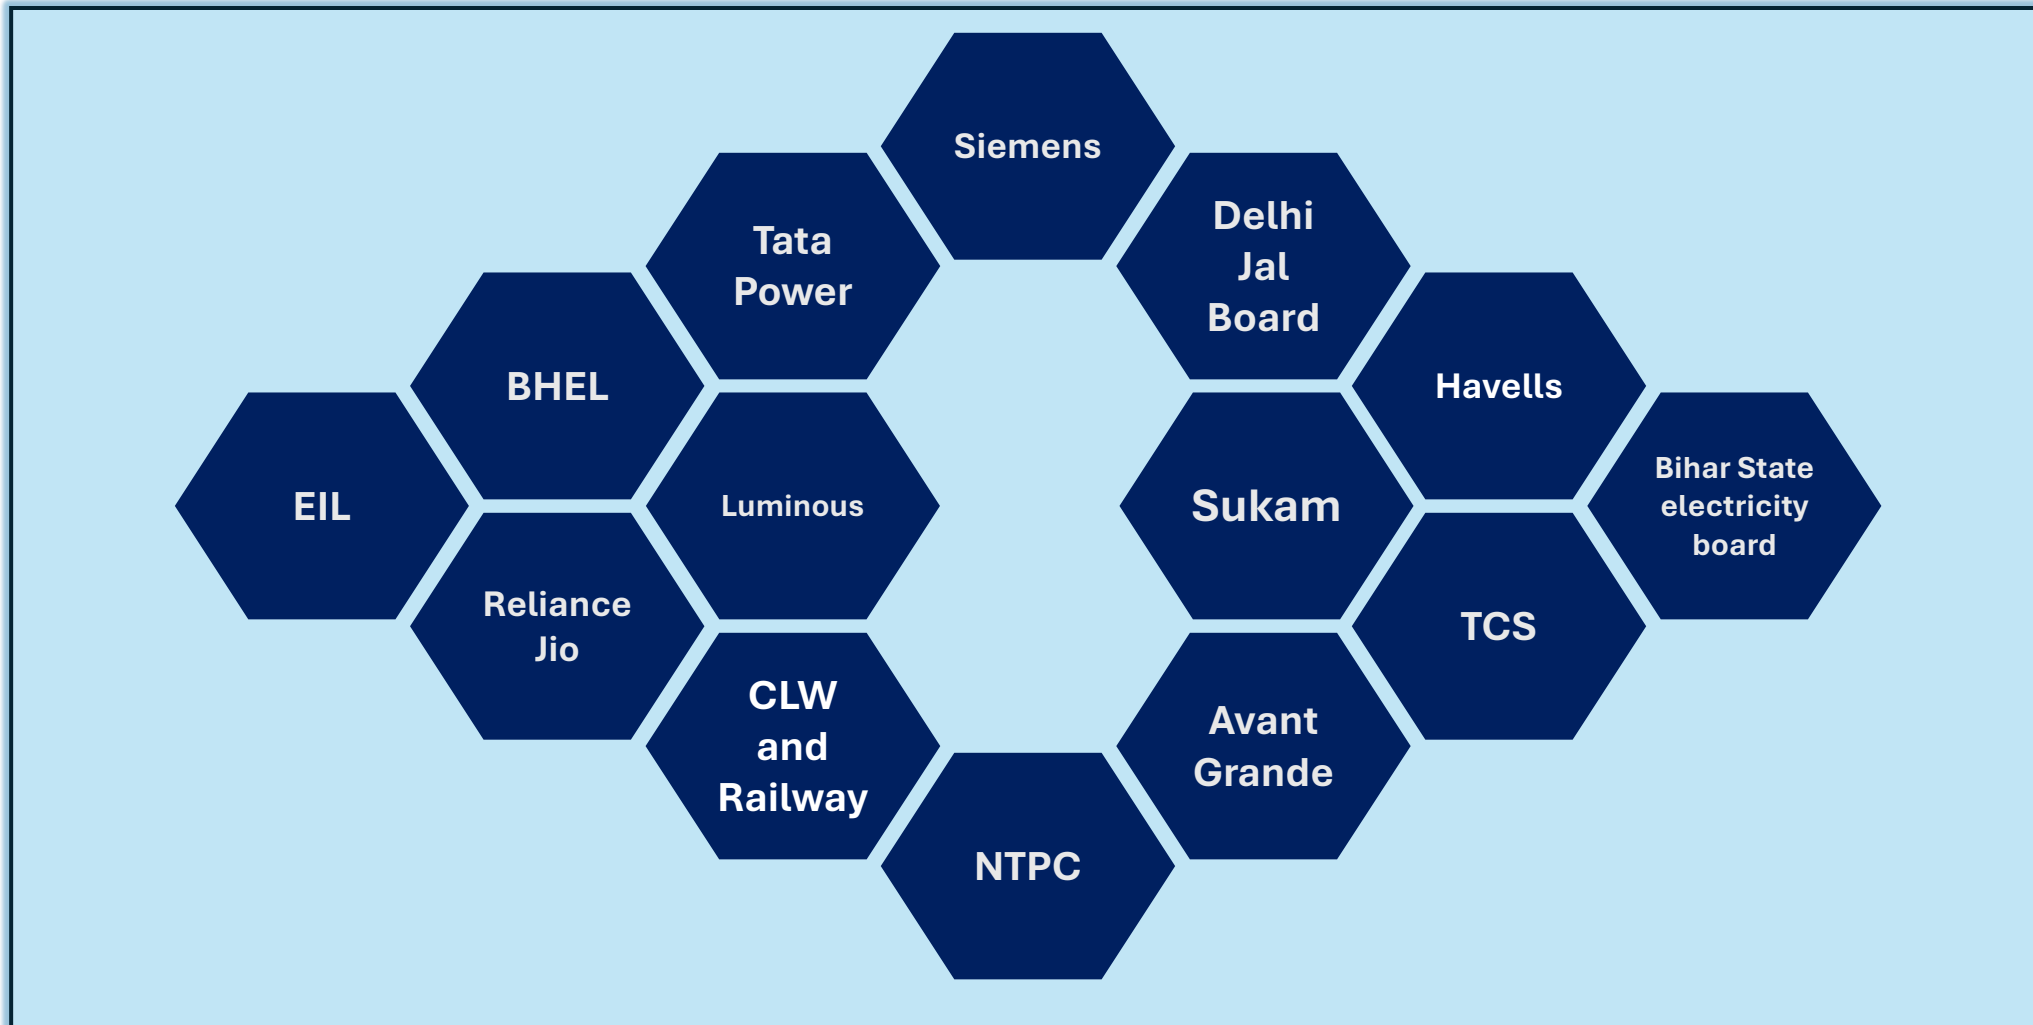 Siemens
Tata
Power
Delhi
Jal
Board
BHEL
Havells
EIL
Luminous
Sukam
Bihar State
electricity
board
Reliance
Jio
TCS
CLW
and
Railway
Avant
Grande
NTPC